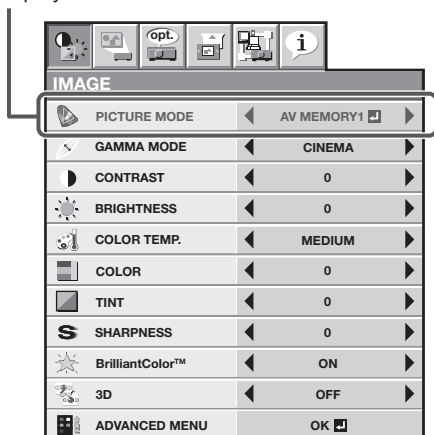 opt.
i
IMAGE
PICTURE MODE AV MEMORY1
GAMMA MODE CINEMA
CONTRAST 0
BRIGHTNESS 0
COLOR TEMP. MEDIUM
COLOR 0
TINT 0
S SHARPNESS 0
BrilliantColor™ ON
3D OFF
ADVANCED MENU OK